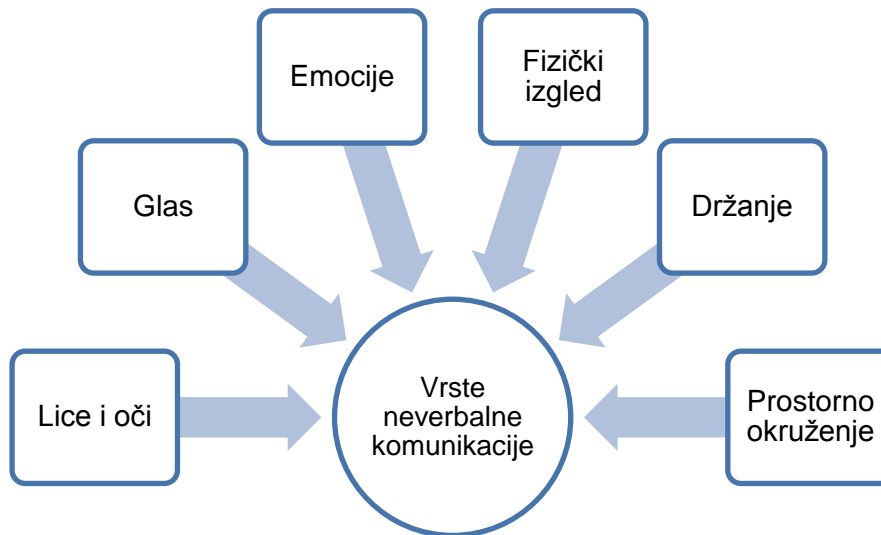 Emocije
Fizički
izgled
Glas
Držanje
Lice i oči
Vrste
neverbalne
komunikacije
Prostorno
okruženje